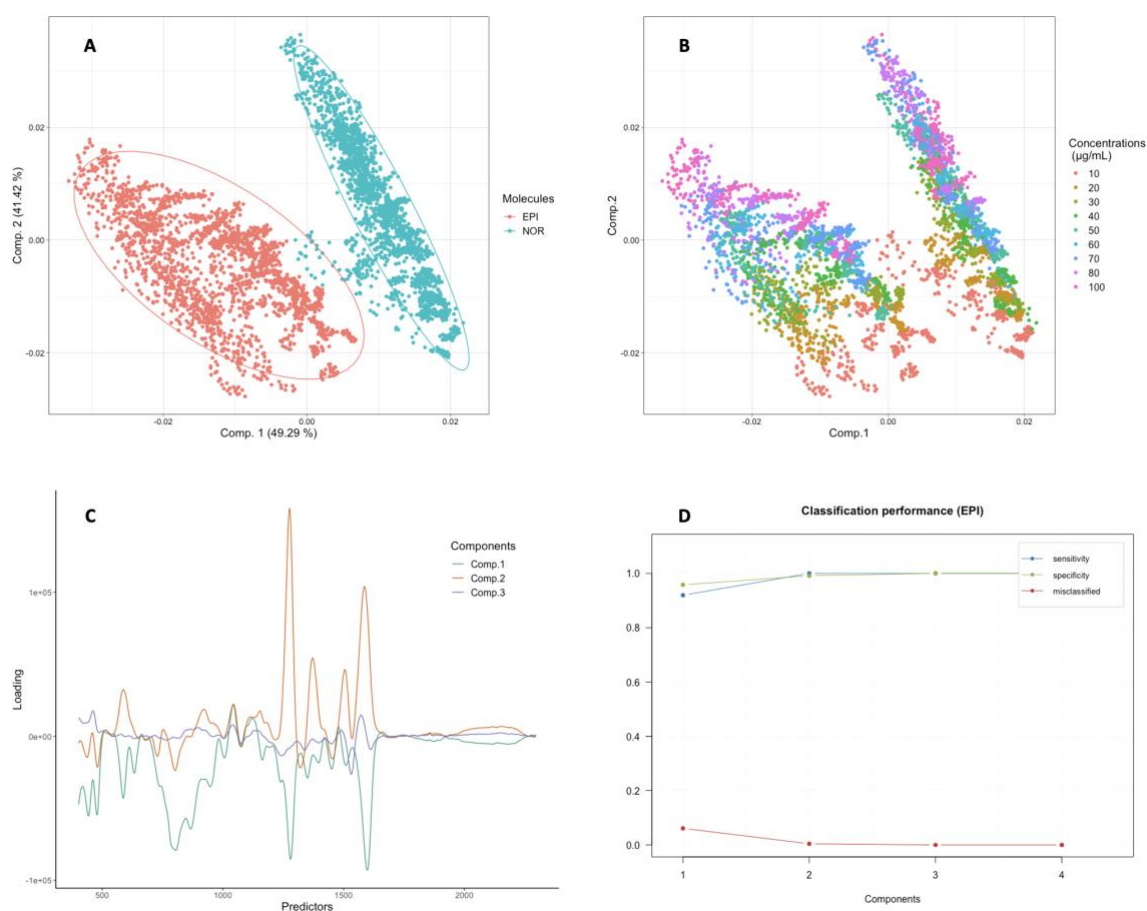 A
0.02
0.00
-0.02
Comp. 2 (41.42 %)
-0.02
0.00
0.02
Comp. 1 (49.29 %)
Molecules
EPI
NOR
B
0.02
0.00
-0.02
Comp.2
-0.02
0.00
0.02
Comp.1
Concentrations
(µg/mL)
10
20
30
40
50
60
70
80
100
C
1e+05
0e+00
-1e+05
Loading
500
1000
1500
2000
Predictors
Components
Comp.1
Comp.2
Comp.3
D
Classification performance (EPI)
sensitivity
specificity
misclassified
1.0
0.8
0.6
0.4
0.2
0.0
1
2
3
4
Components